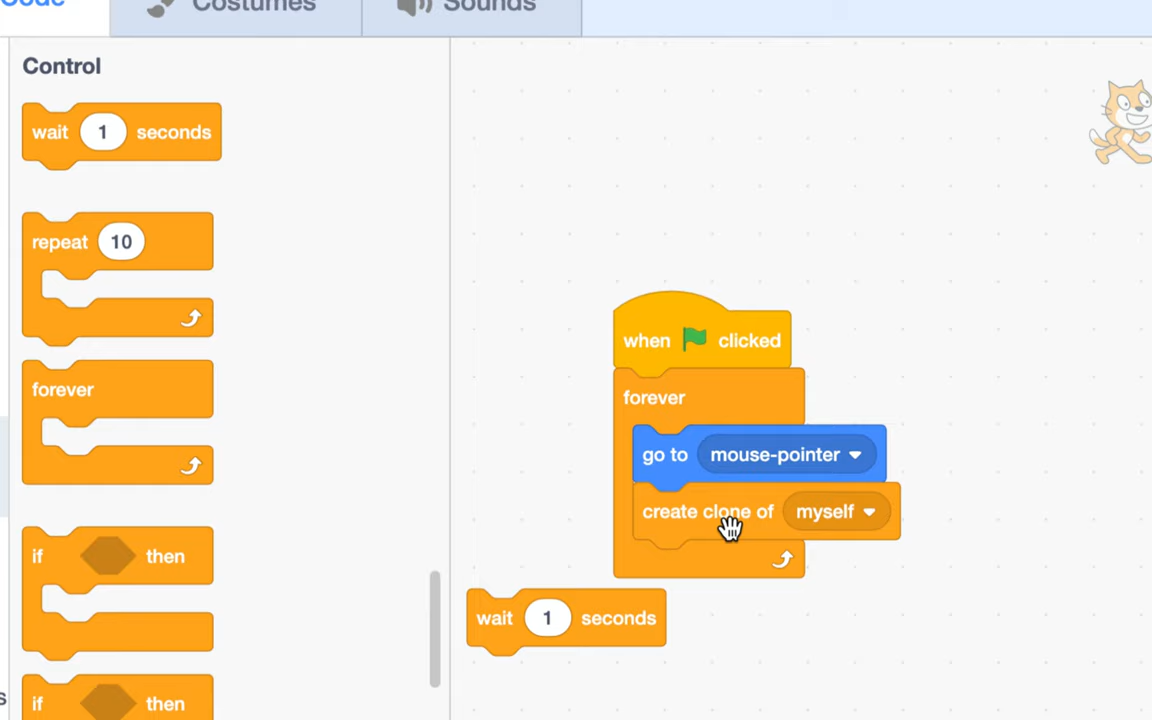 Code Costumes Sounds
Control
wait 1 seconds
repeat 10
forever
if then
if then
when clicked
forever
go to mouse-pointer
create clone of myself
wait 1 seconds